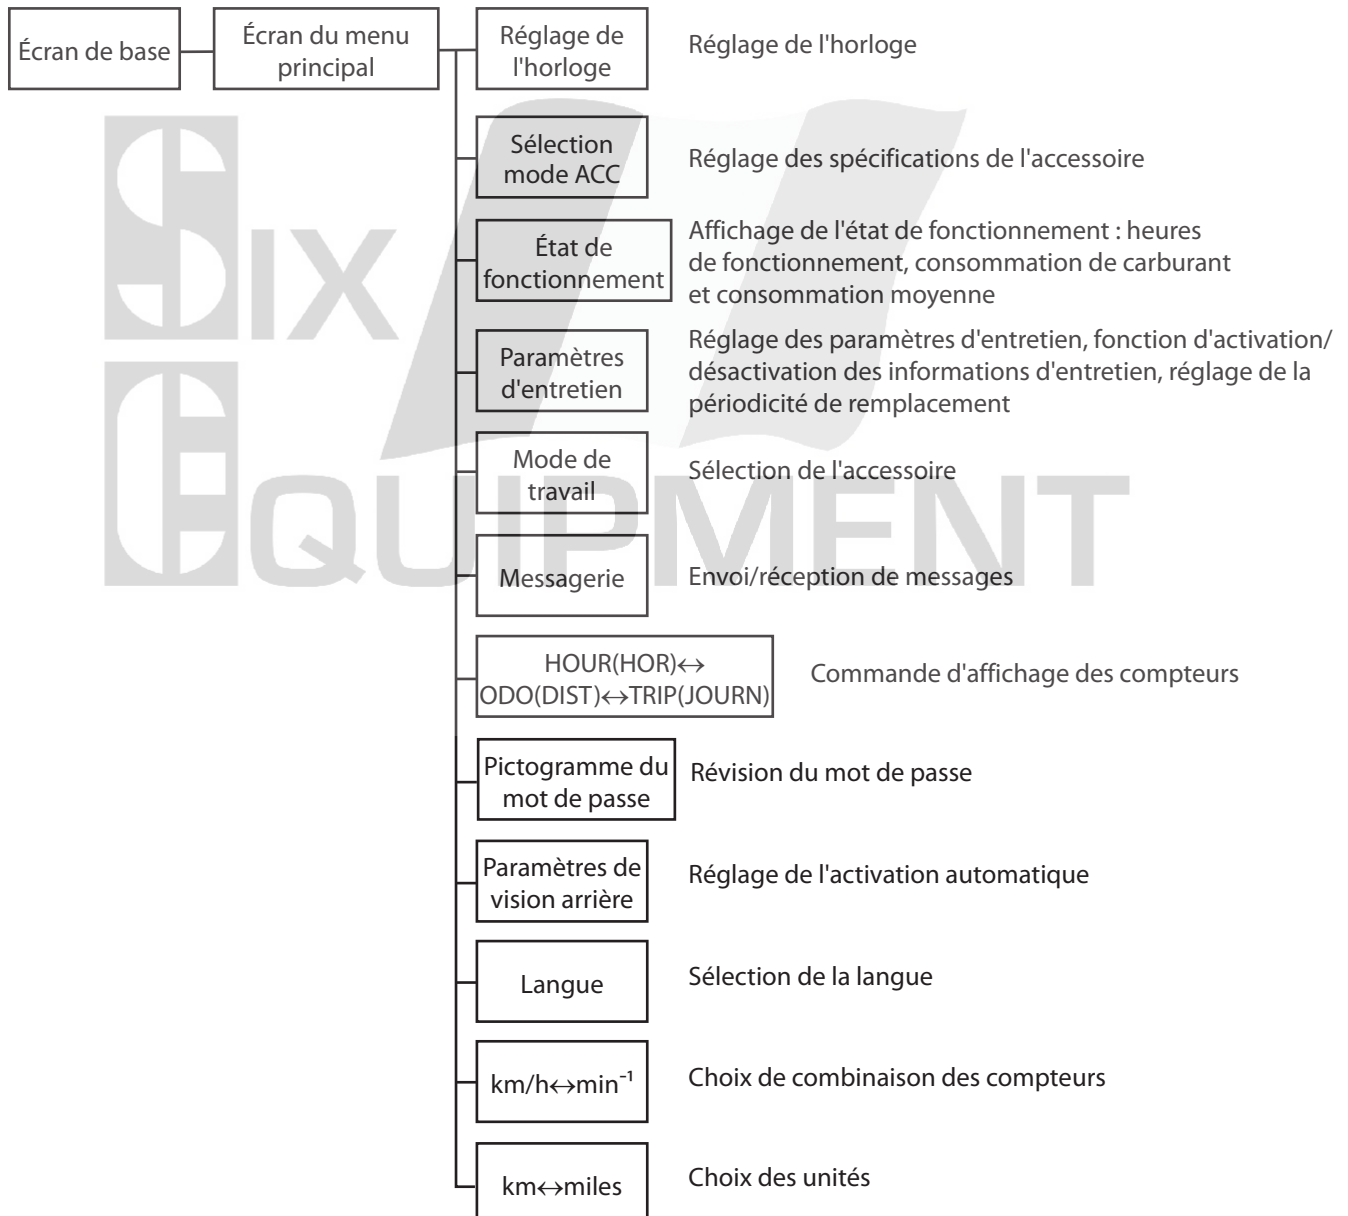 Écran de base
Écran du menu
principal
Réglage de
l'horloge
Réglage de l'horloge
Sélection
mode ACC
Réglage des spécifications de l'accessoire
État de
fonctionnement
Affichage de l'état de fonctionnement : heures
de fonctionnement, consommation de carburant
et consommation moyenne
Paramètres
d'entretien
Réglage des paramètres d'entretien, fonction d'activation/
désactivation des informations d'entretien, réglage de la
périodicité de remplacement
Mode de
travail
Sélection de l'accessoire
Messagerie
Envoi/réception de messages
HOUR(HOR)↔
ODO(DIST)↔TRIP(JOURN)
Commande d'affichage des compteurs
Pictogramme du
mot de passe
Révision du mot de passe
Paramètres de
vision arrière
Réglage de l'activation automatique
Langue
Sélection de la langue
km/h↔min⁻¹
Choix de combinaison des compteurs
km↔miles
Choix des unités
SIX
EQUIPMENT